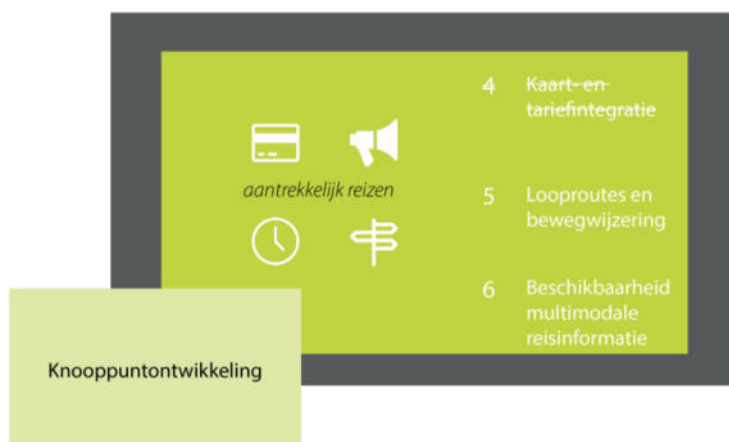 aantrekkelijk reizen
4 Kaart- en
tariefintegratie
5 Looproutes en
bewegwijzering
6 Beschikbaarheid
multimodale
reisinformatie
Knooppuntontwikkeling